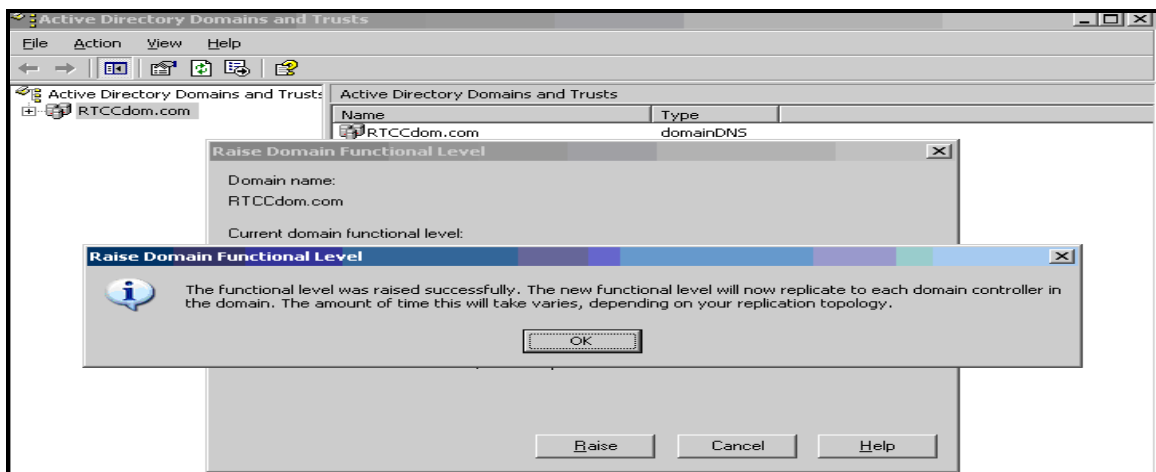 Active Directory Domains and Trusts
File Action View Help
Active Directory Domains and Trusts
RTCCdom.com
Active Directory Domains and Trusts
Name Type
RTCCdom.com domainDNS
Raise Domain Functional Level
Domain name:
RTCCdom.com
Current domain functional level:
Raise Domain Functional Level
The functional level was raised successfully. The new functional level will now replicate to each domain controller in
the domain. The amount of time this will take varies, depending on your replication topology.
OK
Raise Cancel Help